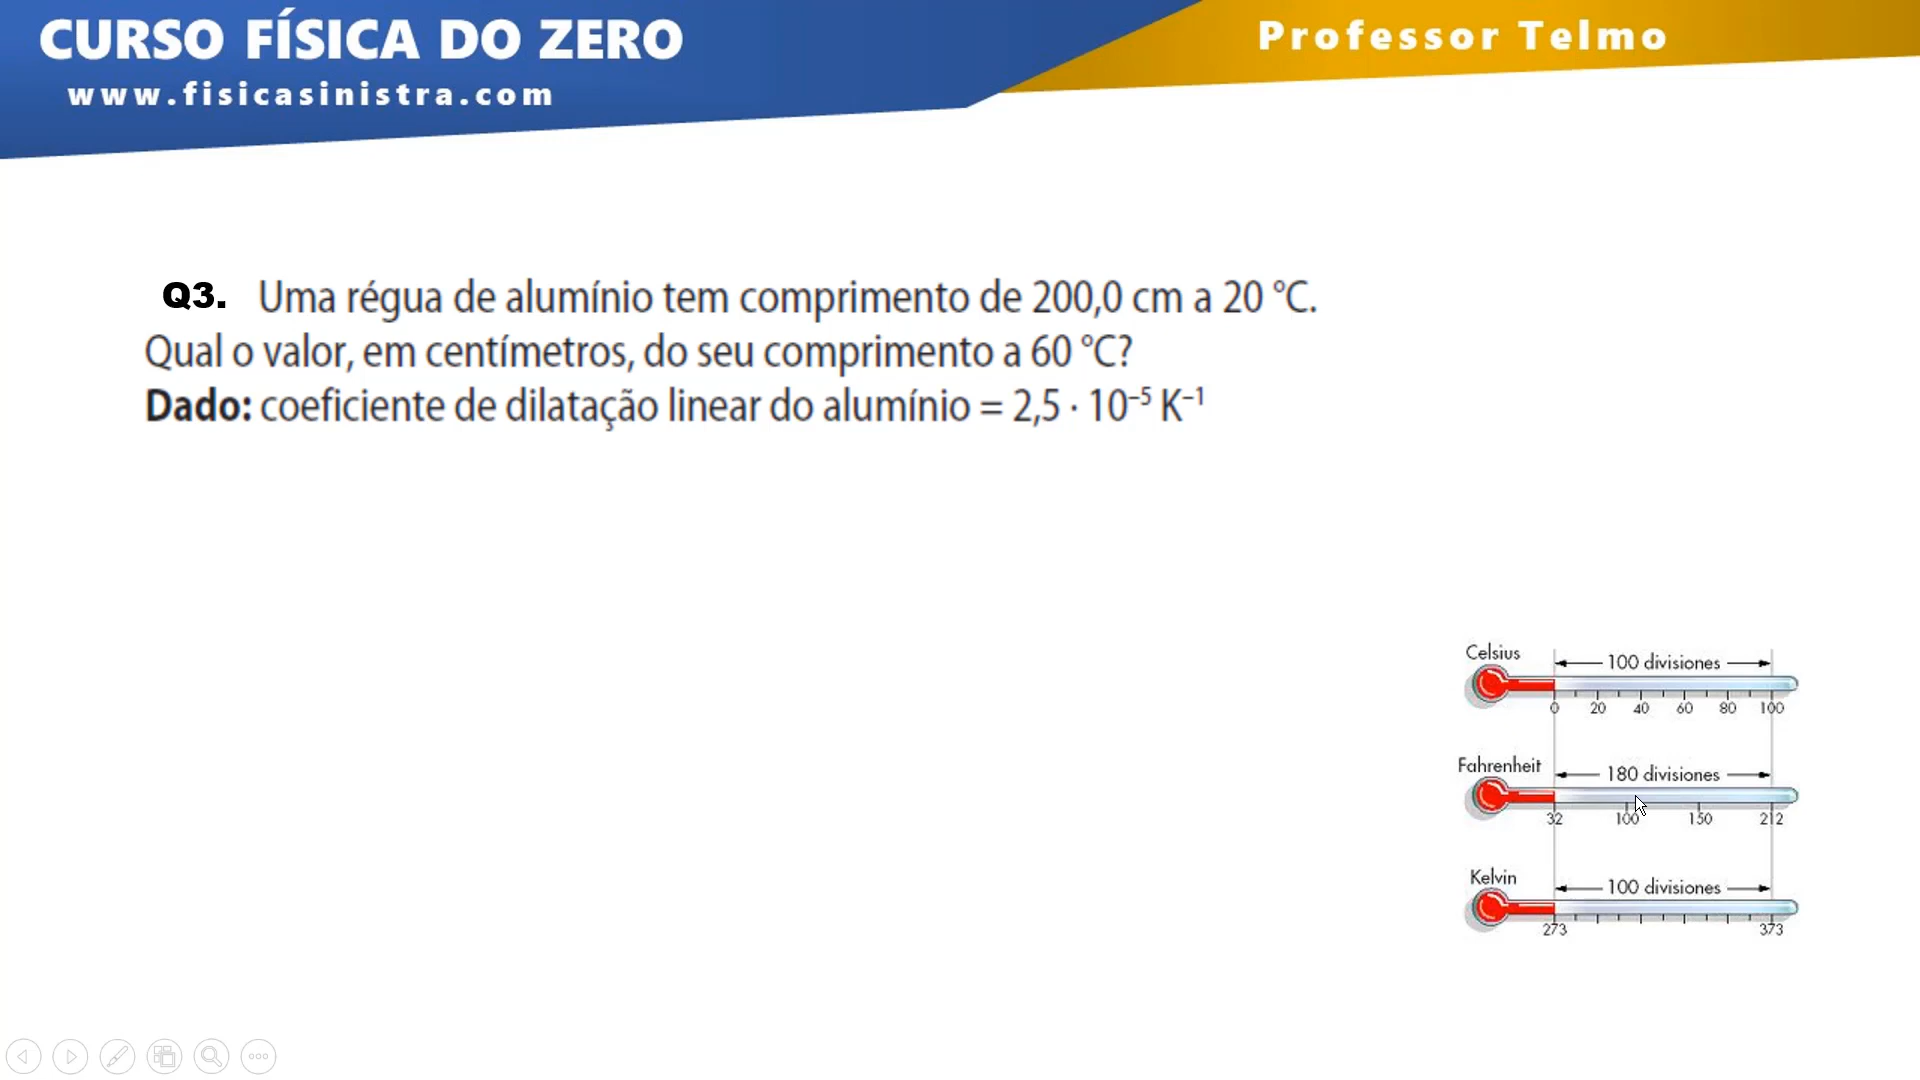 CURSO FÍSICA DO ZERO
www.fisicasinistra.com
Professor Telmo
Q3. Uma régua de alumínio tem comprimento de 200,0 cm a 20 °C.
Qual o valor, em centímetros, do seu comprimento a 60 °C?
Dado: coeficiente de dilatação linear do alumínio = 2,5 · 10⁻⁵ K⁻¹
Celsius
100 divisiones
0 20 40 60 80 100
Fahrenheit
180 divisiones
32 100 150 212
Kelvin
100 divisiones
273 373